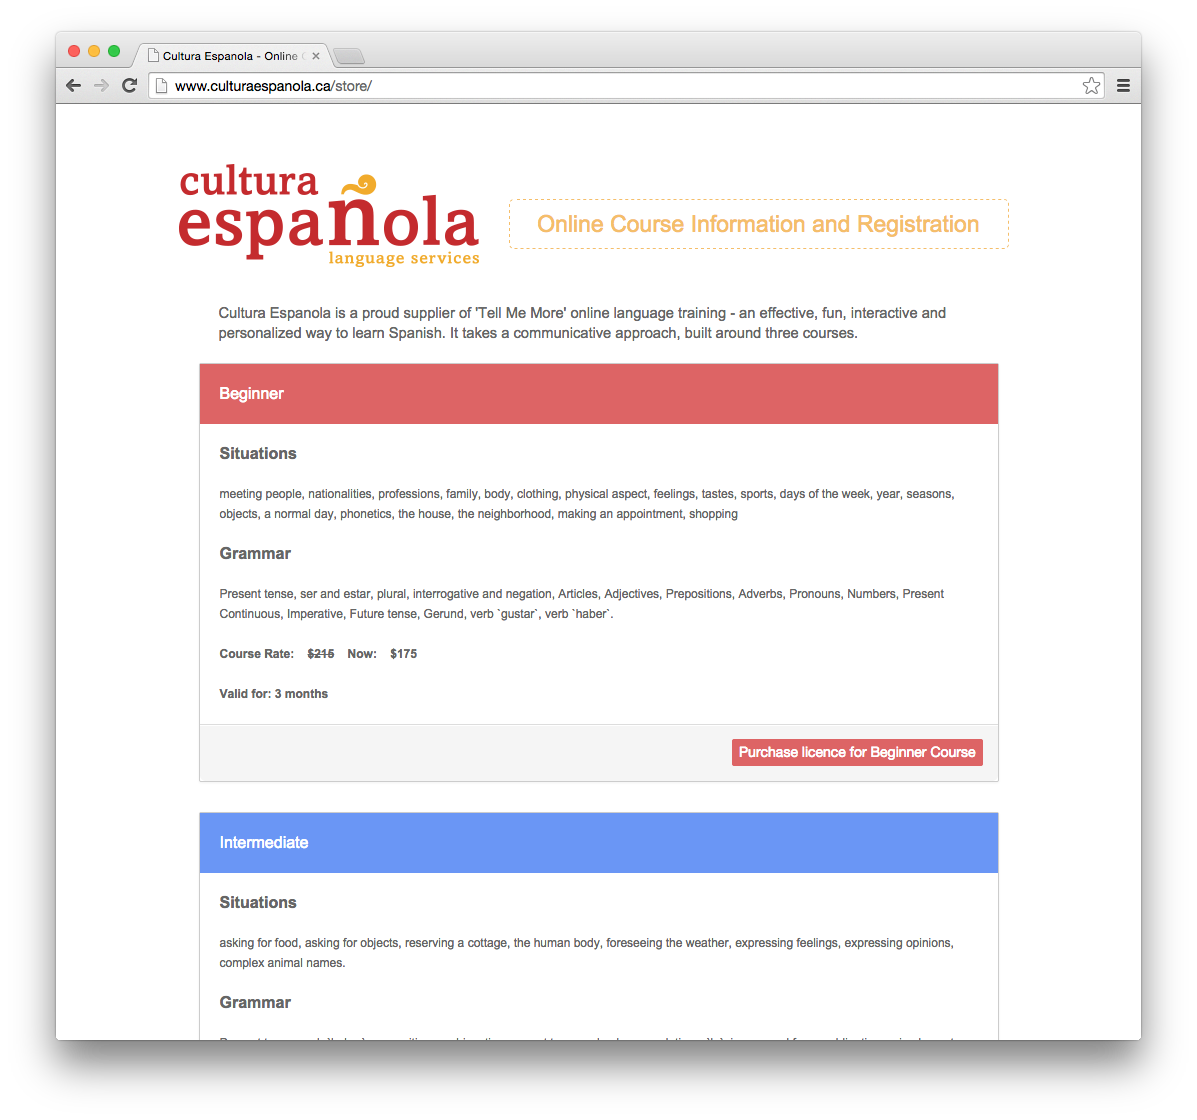 Cultura Espanola - Online
www.culturaespanola.ca/store/
cultura
española
language services
Online Course Information and Registration
Cultura Espanola is a proud supplier of 'Tell Me More' online language training - an effective, fun, interactive and
personalized way to learn Spanish. It takes a communicative approach, built around three courses.
Beginner
Situations
meeting people, nationalities, professions, family, body, clothing, physical aspect, feelings, tastes, sports, days of the week, year, seasons,
objects, a normal day, phonetics, the house, the neighborhood, making an appointment, shopping
Grammar
Present tense, ser and estar, plural, interrogative and negation, Articles, Adjectives, Prepositions, Adverbs, Pronouns, Numbers, Present
Continuous, Imperative, Future tense, Gerund, verb `gustar`, verb `haber`.
Course Rate: $215 Now: $175
Valid for: 3 months
Purchase licence for Beginner Course
Intermediate
Situations
asking for food, asking for objects, reserving a cottage, the human body, foreseeing the weather, expressing feelings, expressing opinions,
complex animal names.
Grammar